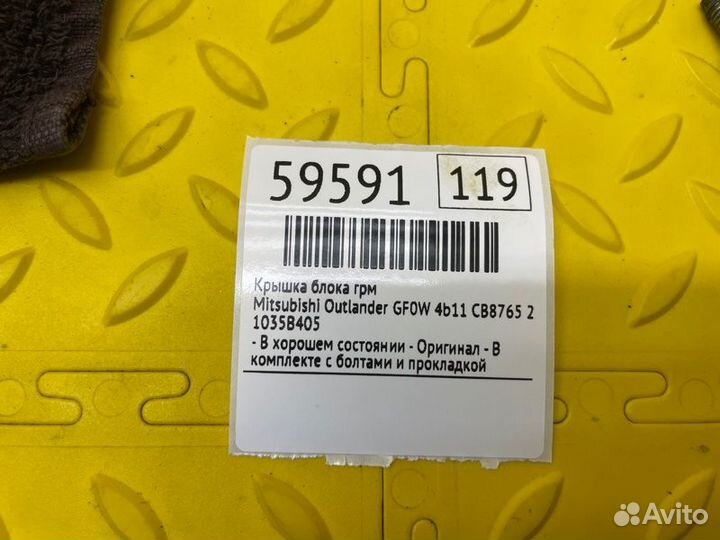 59591 119
Крышка блока грм
Mitsubishi Outlander GF0W 4b11 CB8765 2
1035B405
- В хорошем состоянии - Оригинал - В
комплекте с болтами и прокладкой
Avito